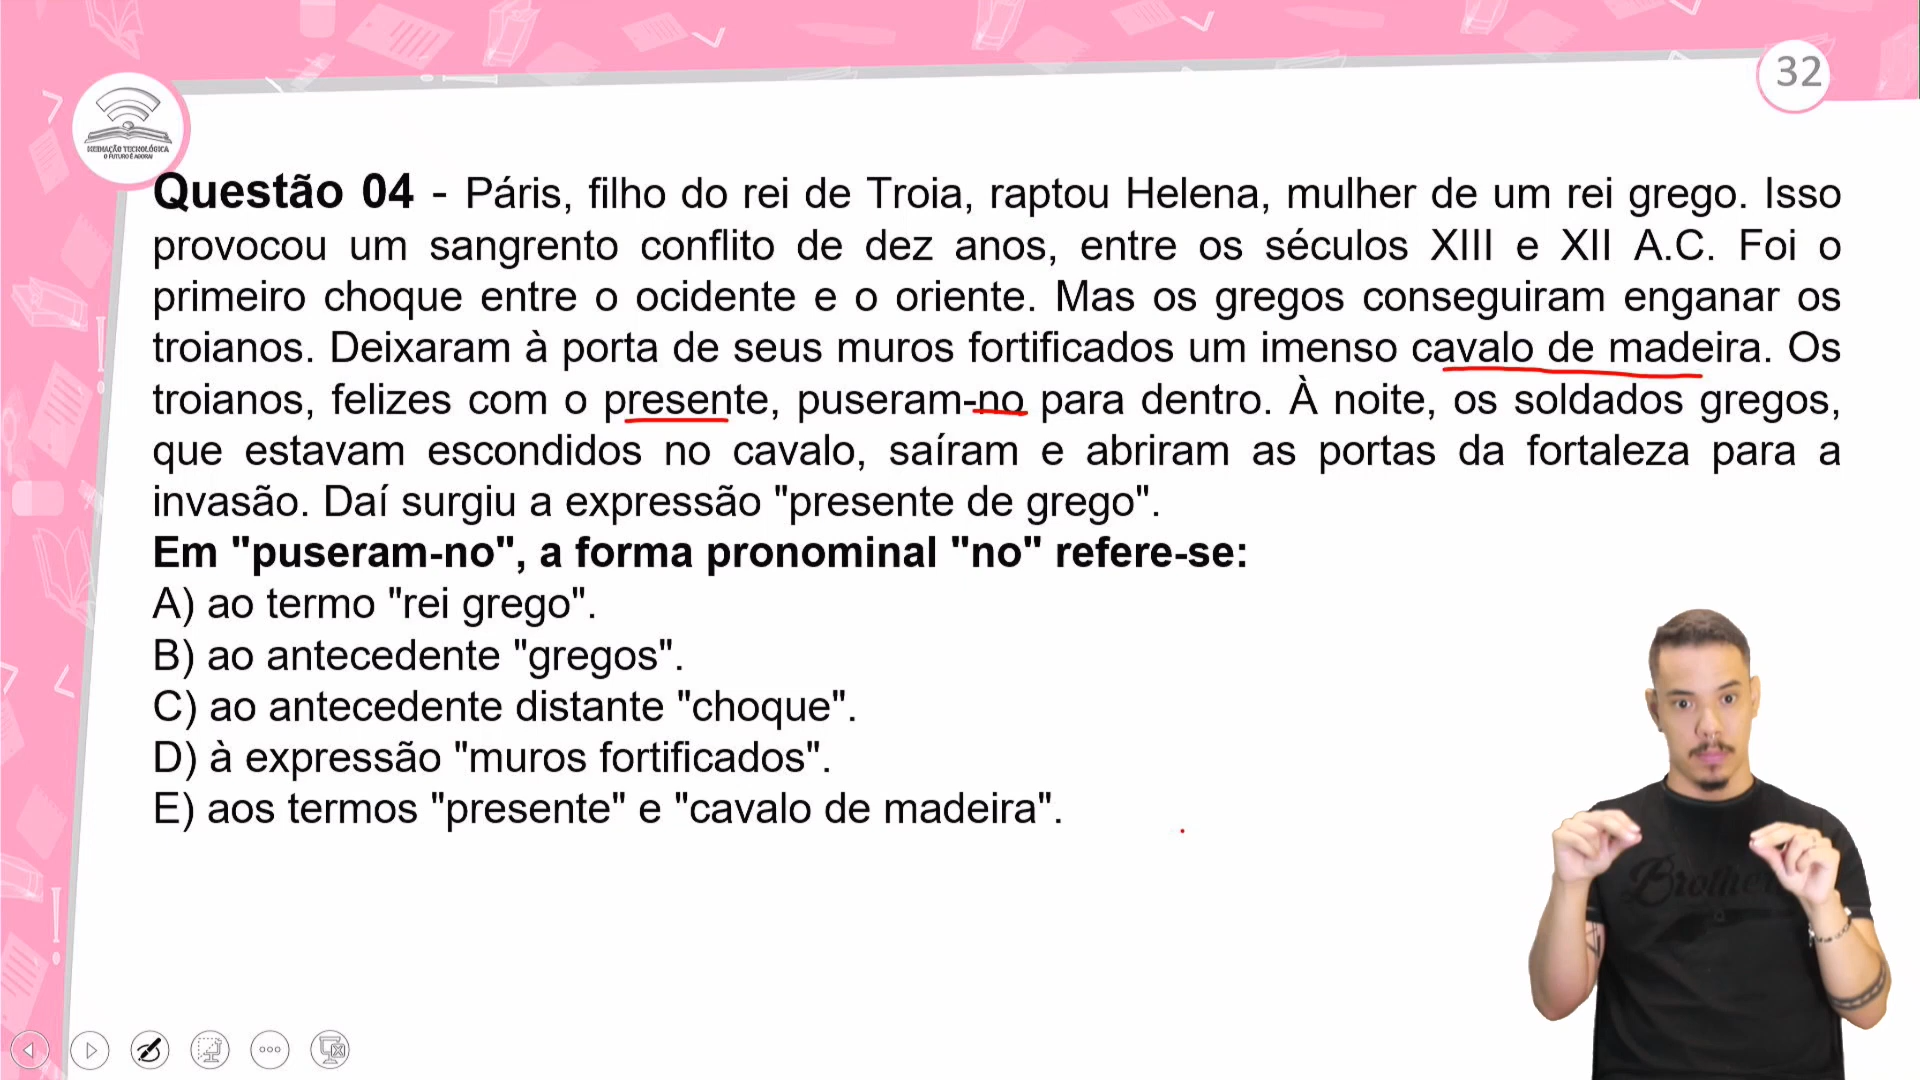 32
MEDIAÇÃO TECNOLÓGICA
O FUTURO É AGORA!
Questão 04 - Páris, filho do rei de Troia, raptou Helena, mulher de um rei grego. Isso
provocou um sangrento conflito de dez anos, entre os séculos XIII e XII A.C. Foi o
primeiro choque entre o ocidente e o oriente. Mas os gregos conseguiram enganar os
troianos. Deixaram à porta de seus muros fortificados um imenso cavalo de madeira. Os
troianos, felizes com o presente, puseram-no para dentro. À noite, os soldados gregos,
que estavam escondidos no cavalo, saíram e abriram as portas da fortaleza para a
invasão. Daí surgiu a expressão "presente de grego".
Em "puseram-no", a forma pronominal "no" refere-se:
A) ao termo "rei grego".
B) ao antecedente "gregos".
C) ao antecedente distante "choque".
D) à expressão "muros fortificados".
E) aos termos "presente" e "cavalo de madeira".